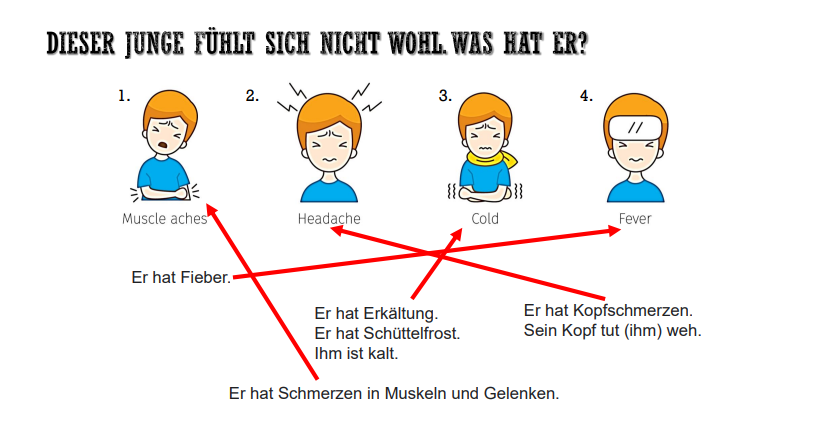 DIESER JUNGE FÜHLT SICH NICHT WOHL. WAS HAT ER?
1.
2.
3.
4.
Muscle aches
Headache
Cold
Fever
Er hat Fieber.
Er hat Erkältung.
Er hat Schüttelfrost.
Ihm ist kalt.
Er hat Kopfschmerzen.
Sein Kopf tut (ihm) weh.
Er hat Schmerzen in Muskeln und Gelenken.